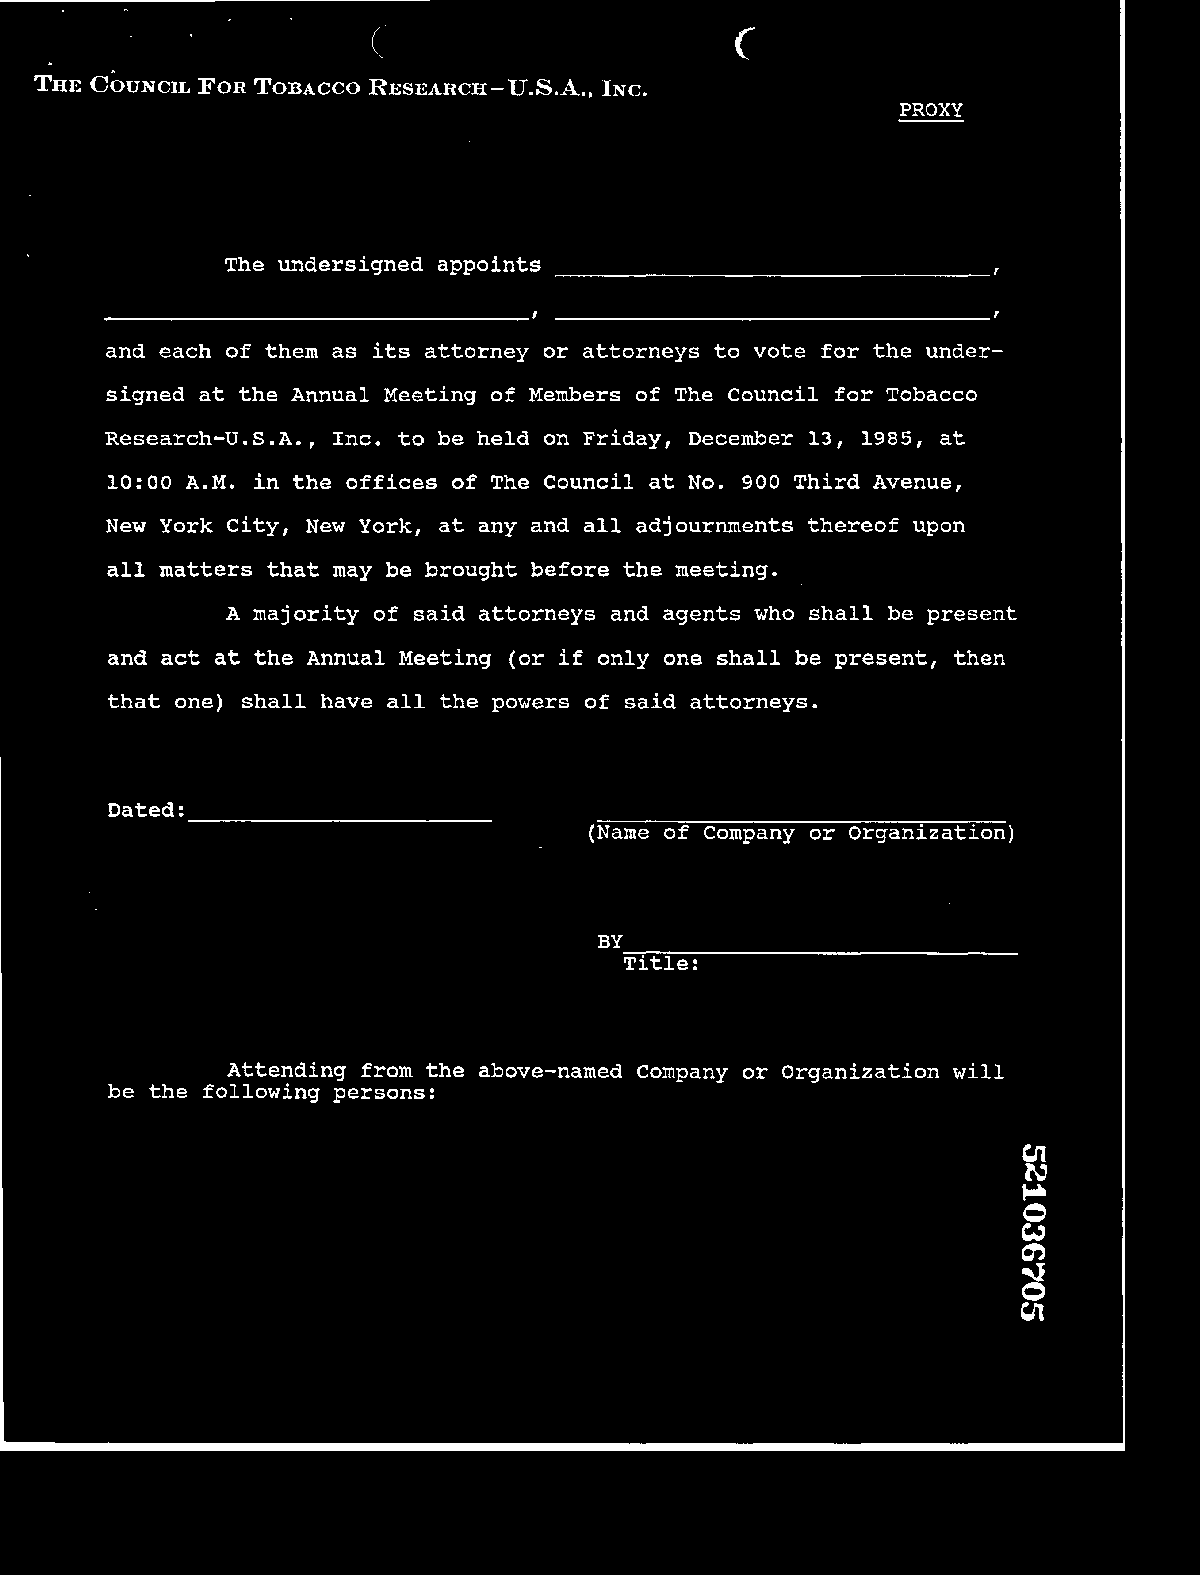 THE COUNCIL FOR TOBACCO RESEARCH-U.S.A., INC.
PROXY
The undersigned appoints ____________________,
____________________, ____________________,
and each of them as its attorney or attorneys to vote for the under-
signed at the Annual Meeting of Members of The Council for Tobacco
Research-U.S.A., Inc. to be held on Friday, December 13, 1985, at
10:00 A.M. in the offices of The Council at No. 900 Third Avenue,
New York City, New York, at any and all adjournments thereof upon
all matters that may be brought before the meeting.
A majority of said attorneys and agents who shall be present
and act at the Annual Meeting (or if only one shall be present, then
that one) shall have all the powers of said attorneys.
Dated:____________________
(Name of Company or Organization)
BY____________________
Title:
Attending from the above-named Company or Organization will
be the following persons:
521036705